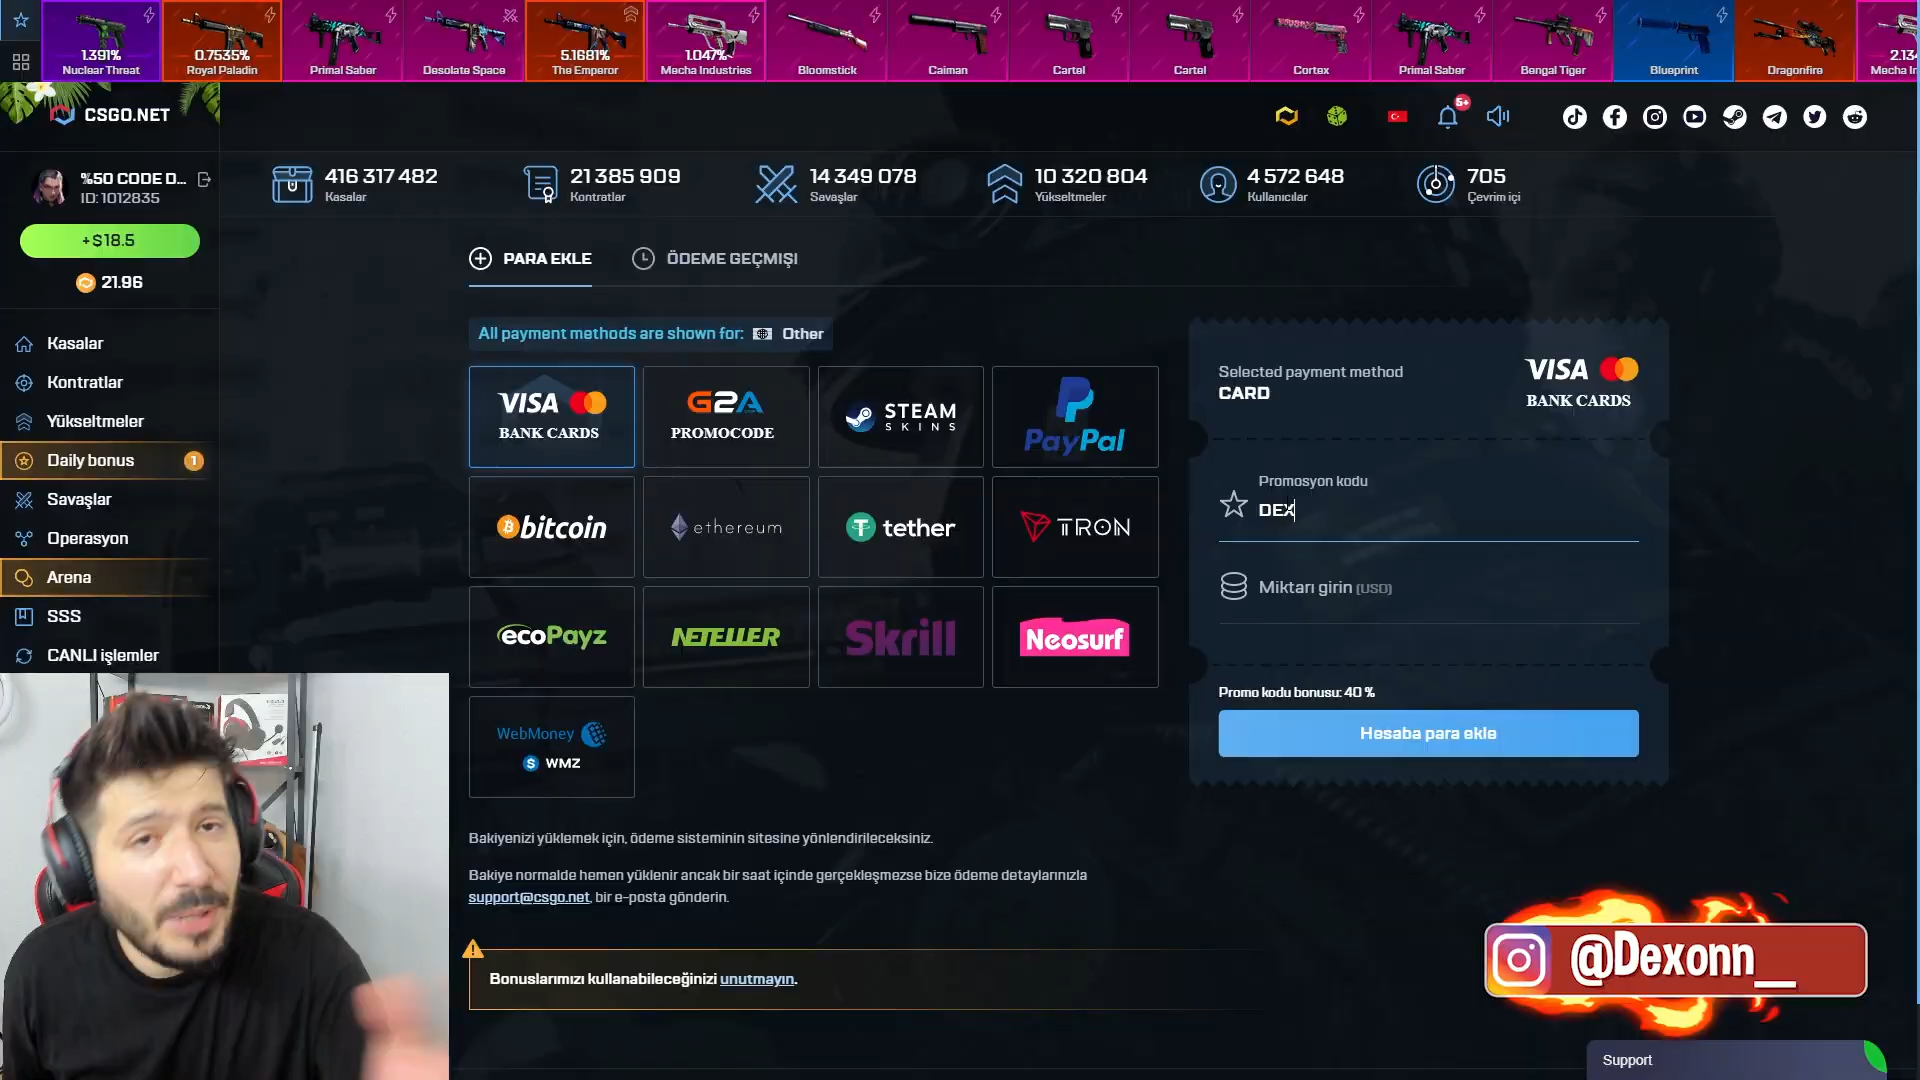 1.391%
Nuclear Threat
0.7535%
Royal Paladin
Primal Saber
Desolate Space
5.1681%
The Emperor
1.047%
Mecha Industries
Bloomstick
Caiman
Cartel
Cartel
Cortex
Primal Saber
Bengal Tiger
Blueprint
Dragonfire
2.134
Mecha In
CSGO.NET
5+
%50 CODE D...
ID: 1012835
+$18.5
21.96
416 317 482
Kasalar
21 385 909
Kontratlar
14 349 078
Savaşlar
10 320 804
Yükseltmeler
4 572 648
Kullanıcılar
705
Çevrim içi
Kasalar
Kontratlar
Yükseltmeler
Daily bonus 1
Savaşlar
Operasyon
Arena
SSS
CANLI işlemler
PARA EKLE
ÖDEME GEÇMIŞI
All payment methods are shown for: Other
VISA
BANK CARDS
G2A
PROMOCODE
STEAM
SKINS
PayPal
bitcoin
ethereum
tether
TRON
ecoPayz
NETELLER
Skrill
Neosurf
WebMoney
$ WMZ
Selected payment method
CARD
VISA
BANK CARDS
Promosyon kodu
DEX
Miktarı girin (USD)
Promo kodu bonusu: 40 %
Hesaba para ekle
Bakiyenizi yüklemek için, ödeme sisteminin sitesine yönlendirileceksiniz.
Bakiye normalde hemen yüklenir ancak bir saat içinde gerçekleşmezse bize ödeme detaylarınızla
support@csgo.net, bir e-posta gönderin.
Bonuslarımızı kullanabileceğinizi unutmayın.
@Dexonn__
Support